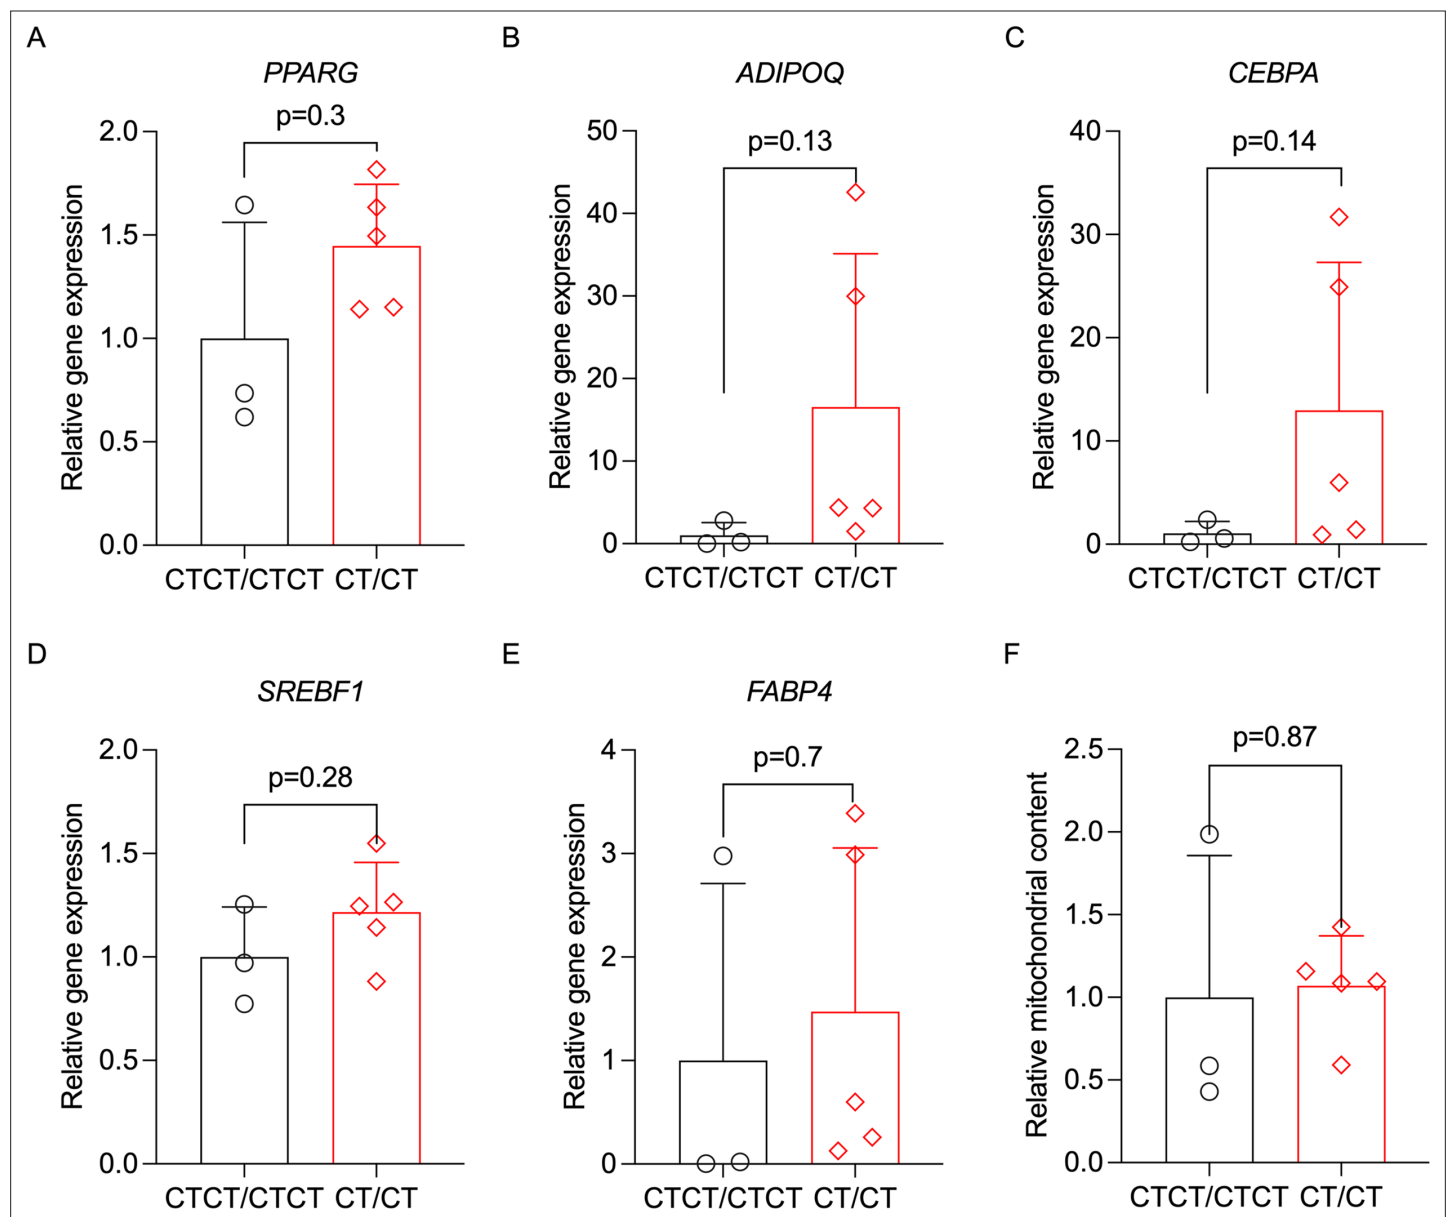 A
PPARG
p=0.3
Relative gene expression
2.0
1.5
1.0
0.5
0.0
CTCT/CTCT CT/CT
B
ADIPOQ
p=0.13
Relative gene expression
50
40
30
20
10
0
CTCT/CTCT CT/CT
C
CEBPA
p=0.14
Relative gene expression
40
30
20
10
0
CTCT/CTCT CT/CT
D
SREBF1
p=0.28
Relative gene expression
2.0
1.5
1.0
0.5
0.0
CTCT/CTCT CT/CT
E
FABP4
p=0.7
Relative gene expression
4
3
2
1
0
CTCT/CTCT CT/CT
F
p=0.87
Relative mitochondrial content
2.5
2.0
1.5
1.0
0.5
0.0
CTCT/CTCT CT/CT